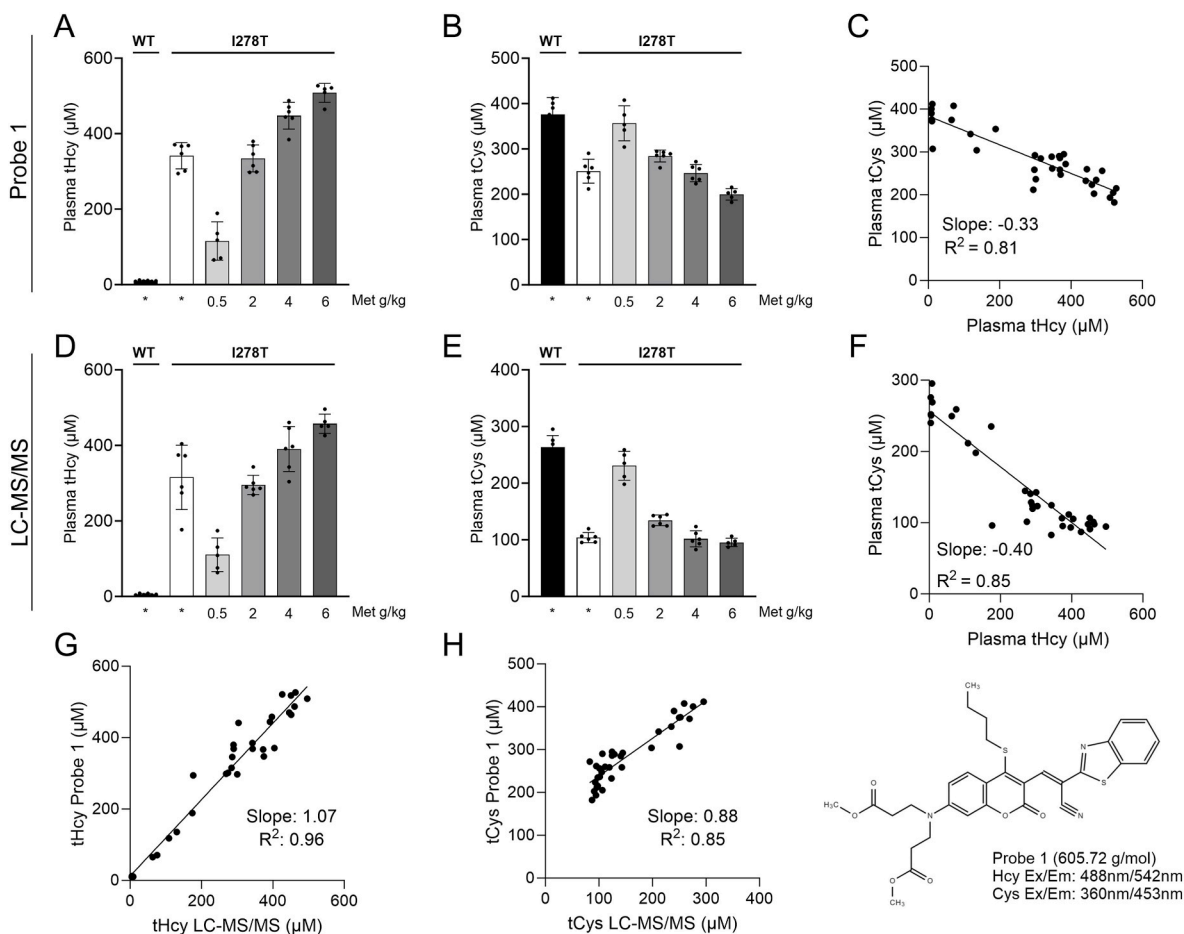 Probe 1
A
WT
I278T
Plasma tHcy (µM)
600
400
200
0
* * 0.5 2 4 6 Met g/kg
B
WT
I278T
Plasma tCys (µM)
400
300
200
100
0
* * 0.5 2 4 6 Met g/kg
C
Plasma tCys (µM)
500
400
300
200
100
0
Slope: -0.33
R² = 0.81
0 200 400 600
Plasma tHcy (µM)
LC-MS/MS
D
WT
I278T
Plasma tHcy (µM)
600
400
200
0
* * 0.5 2 4 6 Met g/kg
E
WT
I278T
Plasma tCys (µM)
400
300
200
100
0
* * 0.5 2 4 6 Met g/kg
F
Plasma tCys (µM)
300
200
100
0
Slope: -0.40
R² = 0.85
0 200 400 600
Plasma tHcy (µM)
G
tHcy Probe 1 (µM)
600
400
200
0
Slope: 1.07
R²: 0.96
0 200 400 600
tHcy LC-MS/MS (µM)
H
tCys Probe 1 (µM)
500
400
300
200
100
0
Slope: 0.88
R²: 0.85
0 100 200 300 400
tCys LC-MS/MS (µM)
CH₃
S
N
S
O
H₃C O
N
O O
N
O
O
CH₃
Probe 1 (605.72 g/mol)
Hcy Ex/Em: 488nm/542nm
Cys Ex/Em: 360nm/453nm